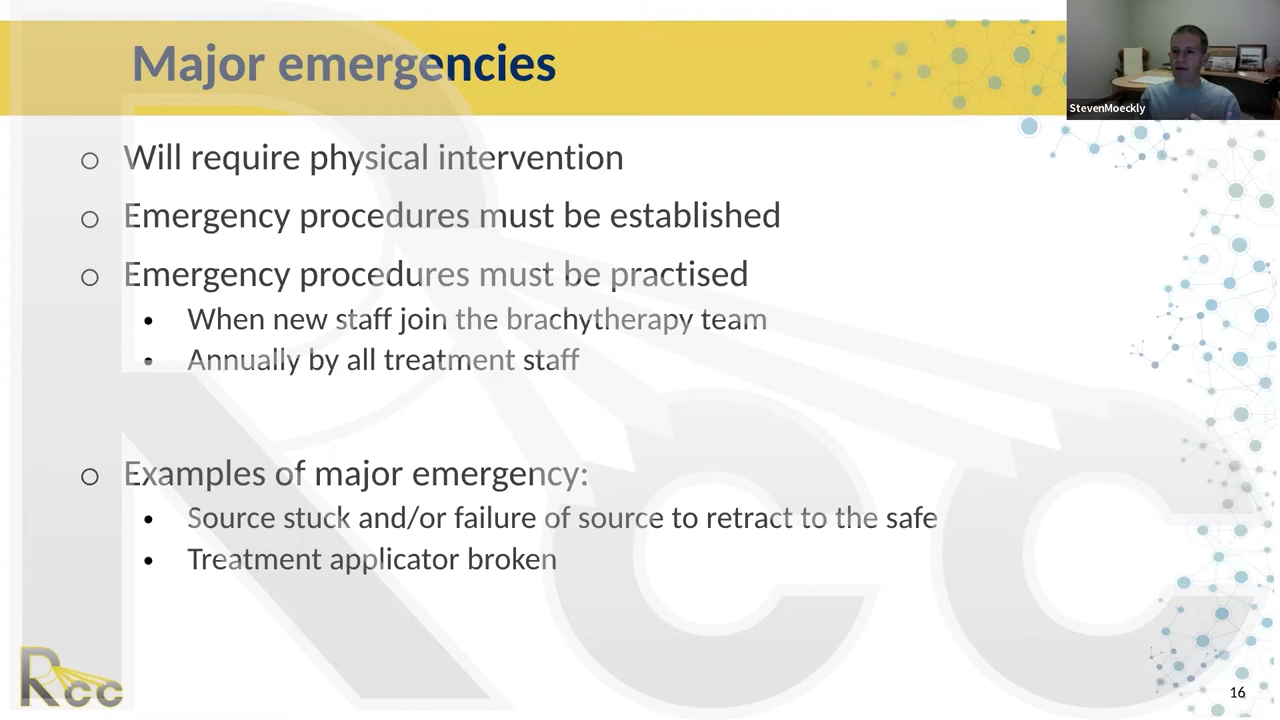 Major emergencies
StevenMoeckly
o Will require physical intervention
o Emergency procedures must be established
o Emergency procedures must be practised
• When new staff join the brachytherapy team
• Annually by all treatment staff
o Examples of major emergency:
• Source stuck and/or failure of source to retract to the safe
• Treatment applicator broken
Rcc
Rcc
16